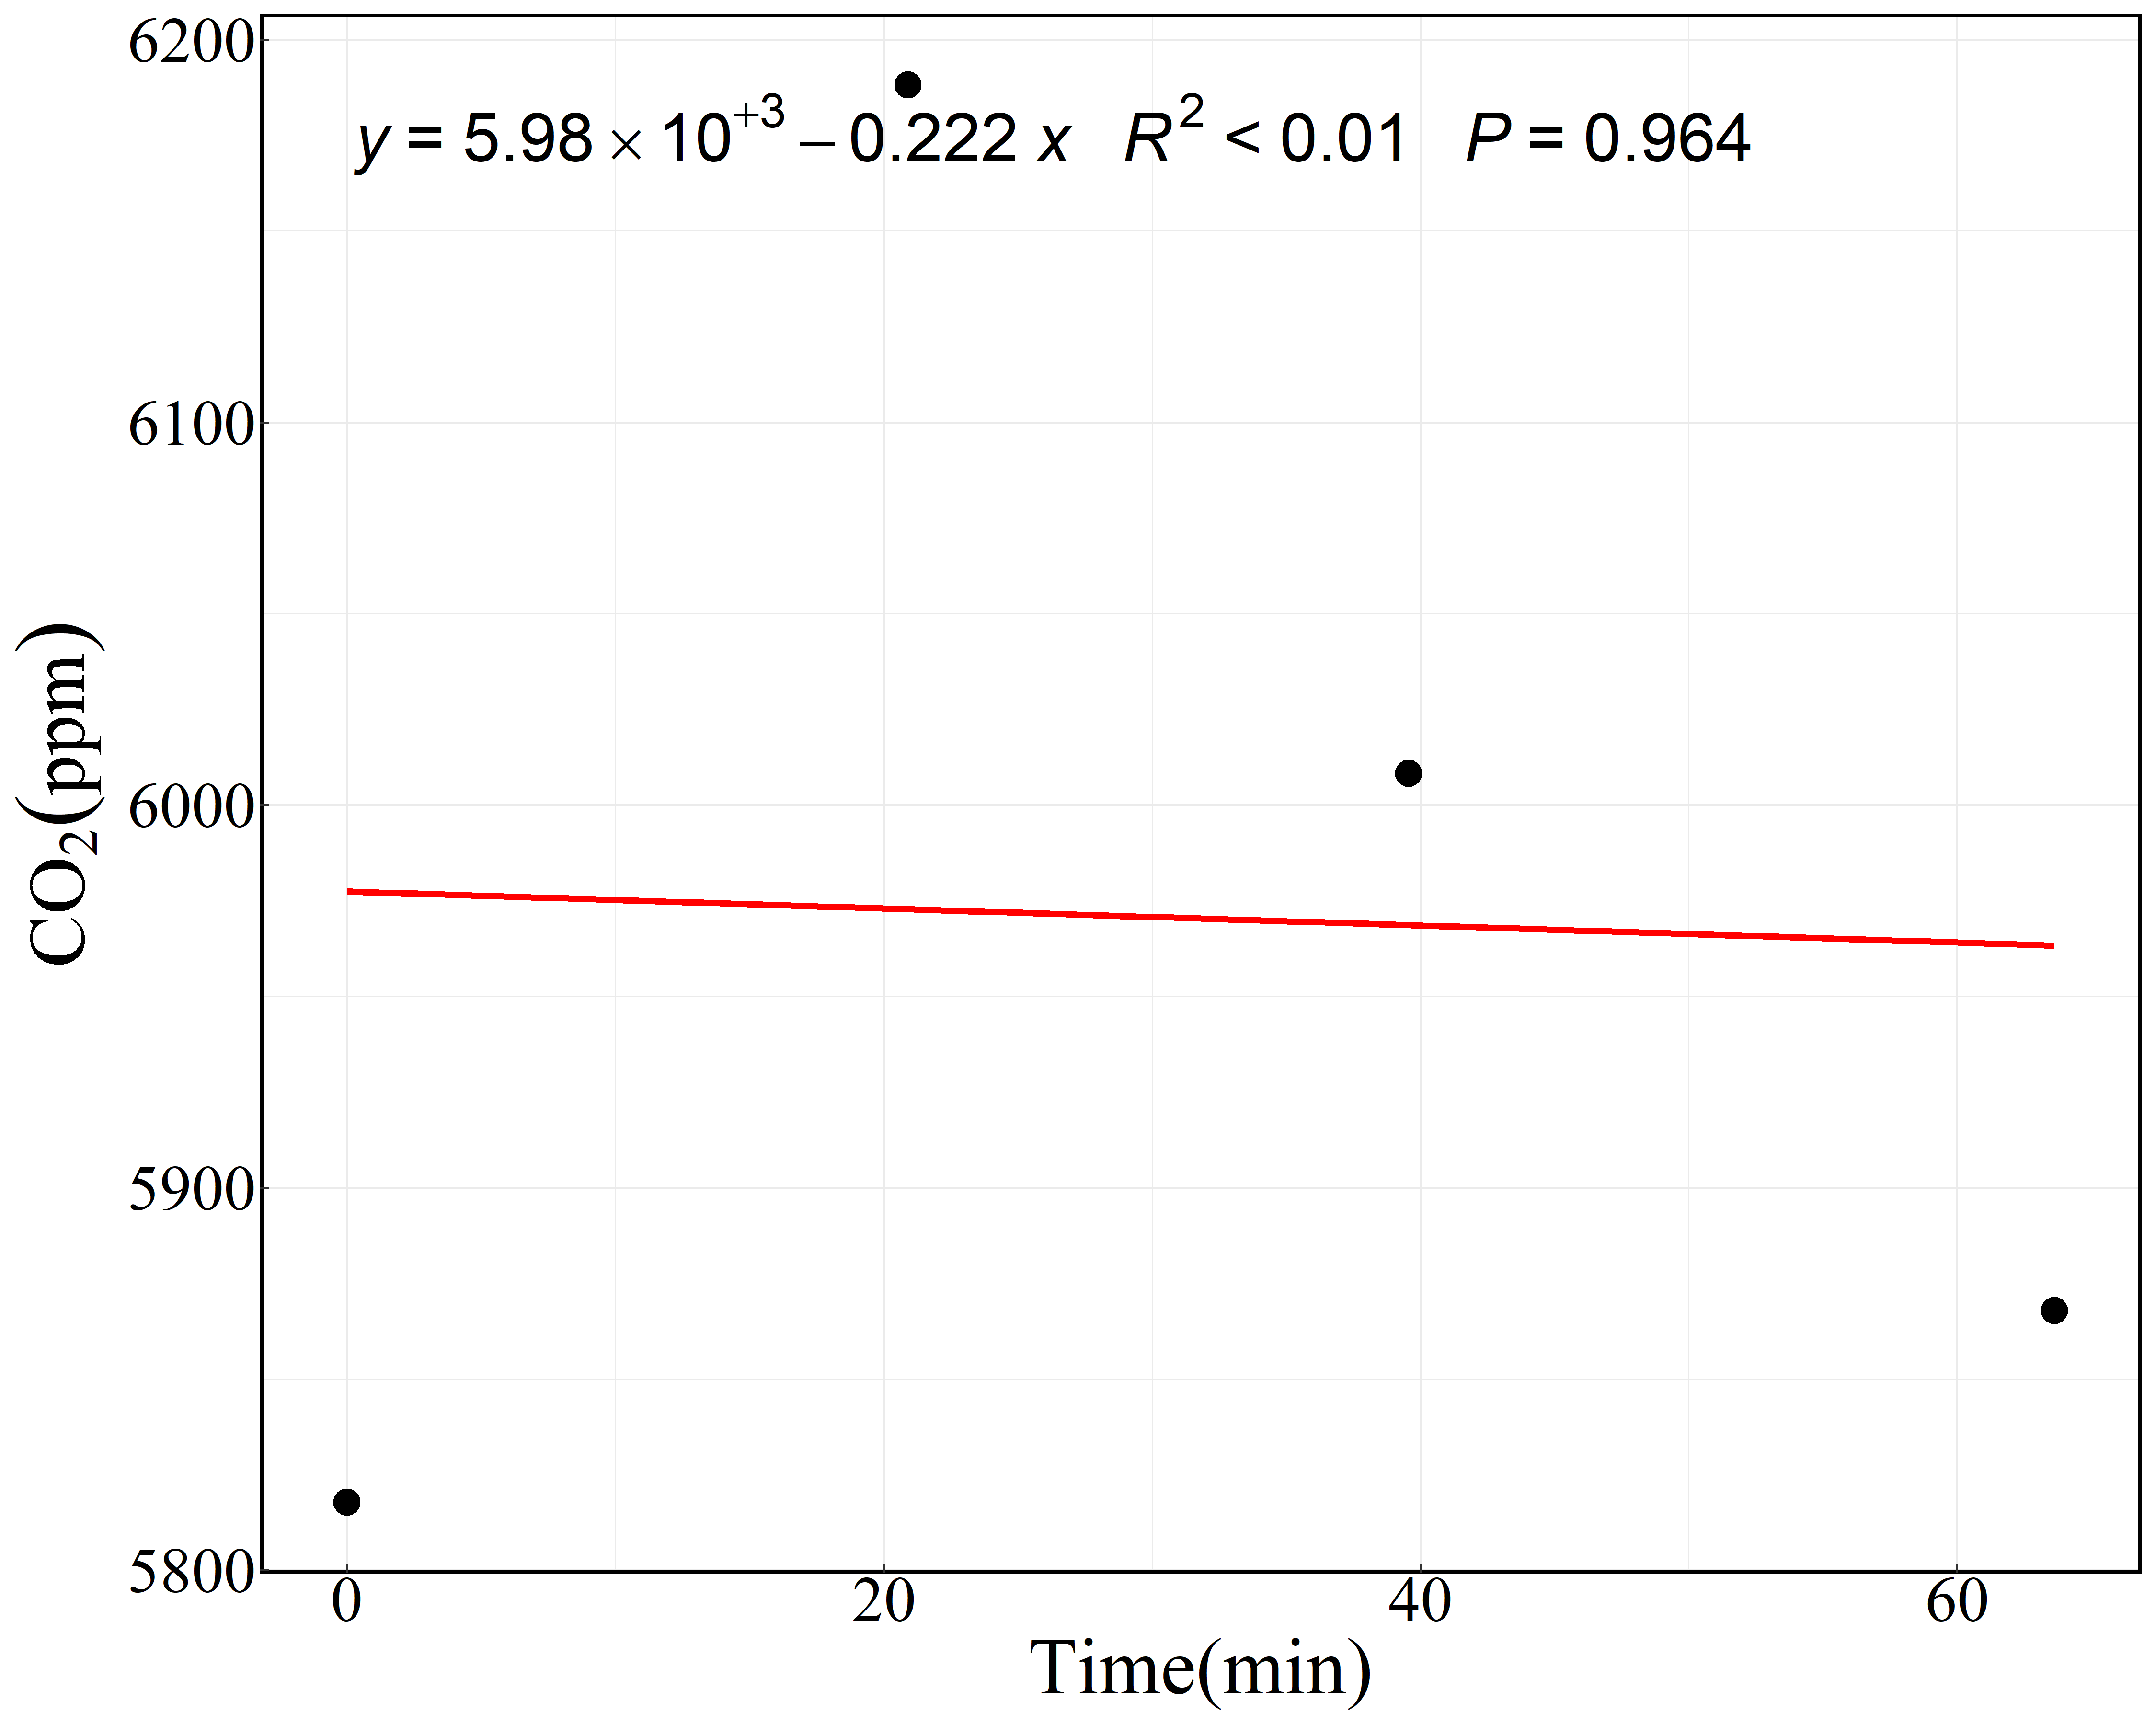 6200
y = 5.98 × 10⁺³ – 0.222 x R² < 0.01 P = 0.964
6100
6000
5900
5800
CO₂(ppm)
0 20 40 60
Time(min)